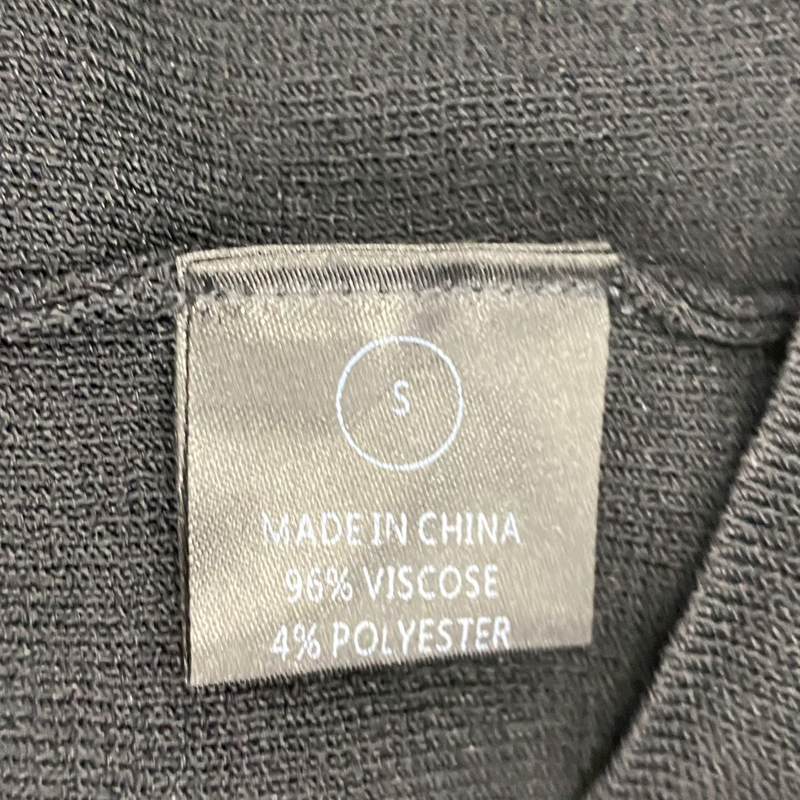 S
MADE IN CHINA
96% VISCOSE
4% POLYESTER